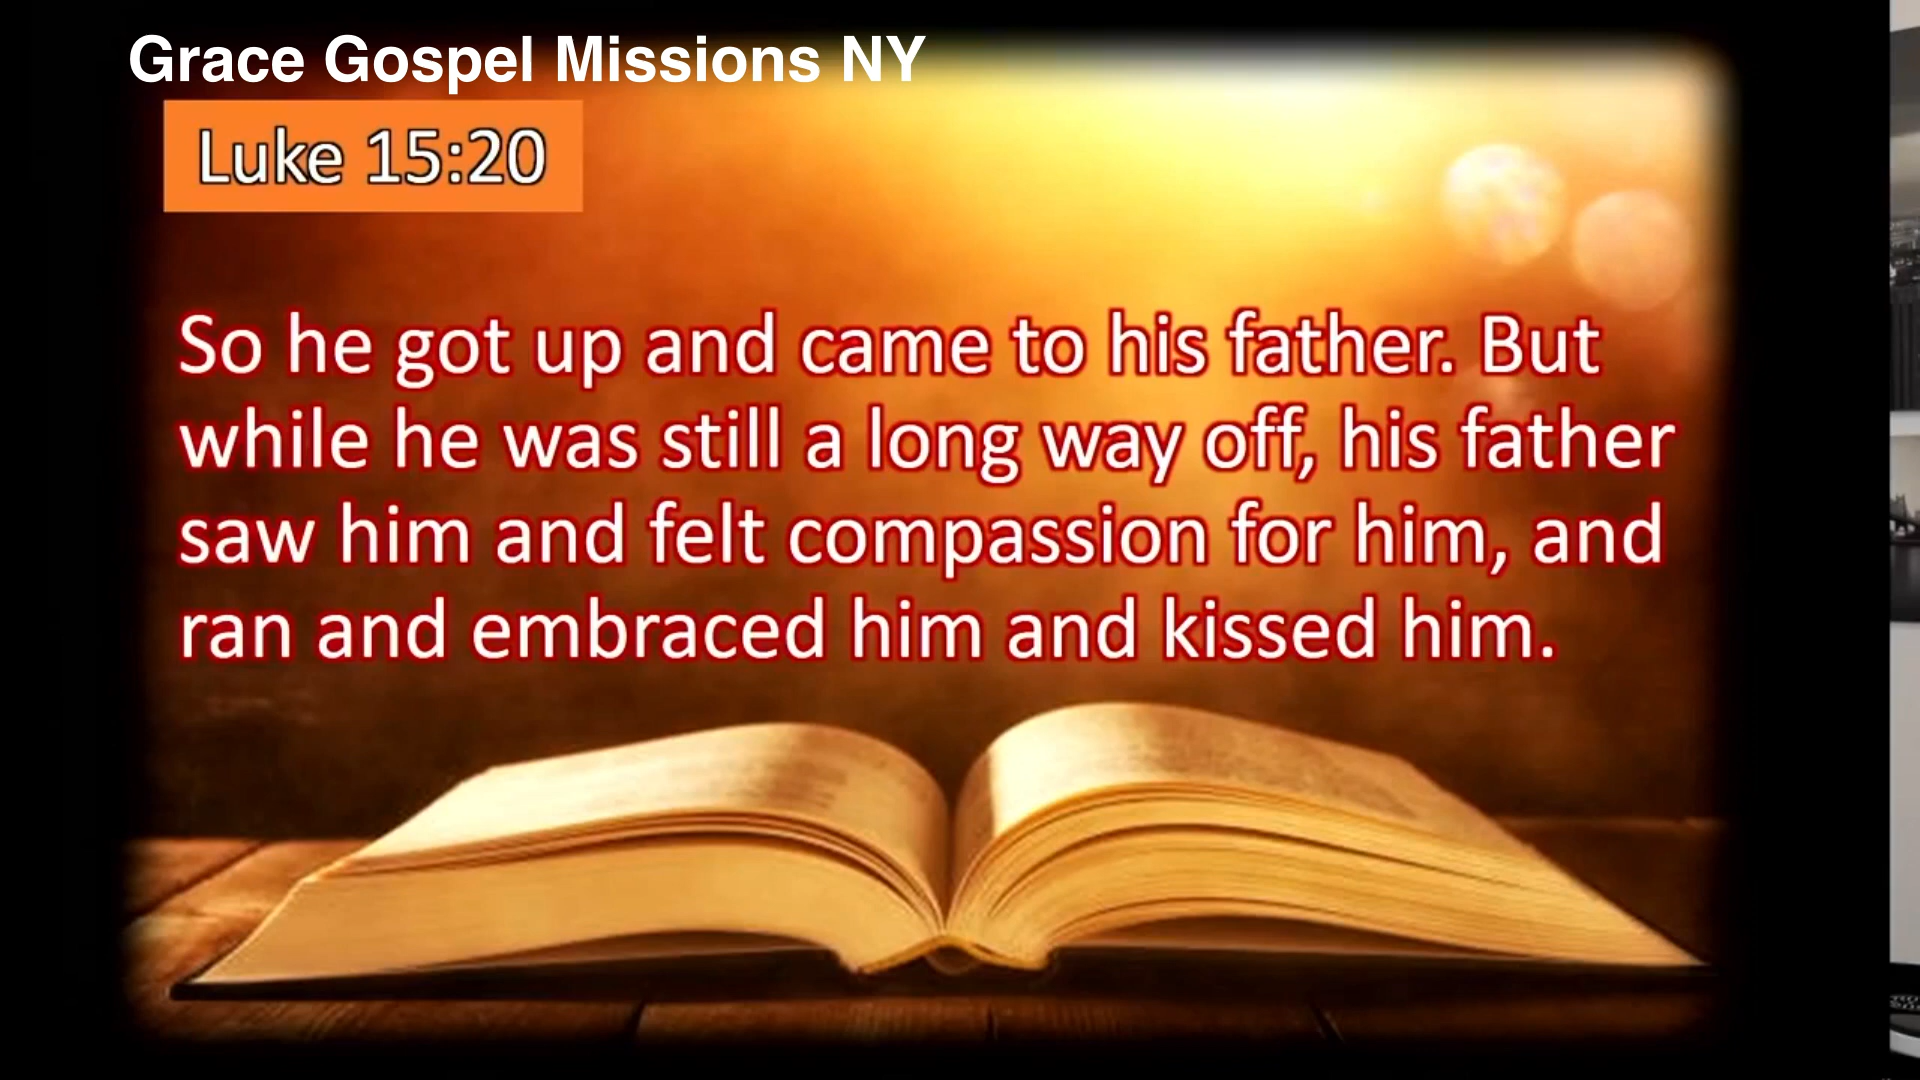 Grace Gospel Missions NY
Luke 15:20
So he got up and came to his father. But
while he was still a long way off, his father
saw him and felt compassion for him, and
ran and embraced him and kissed him.